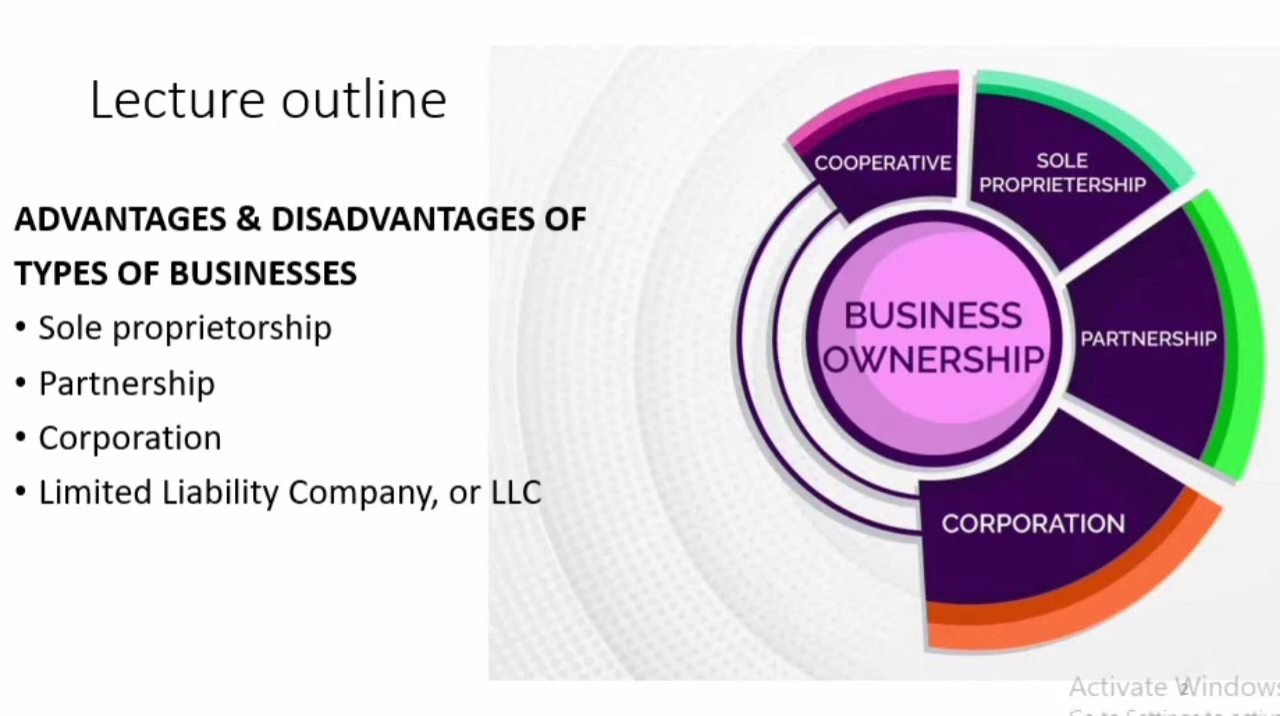 Lecture outline
ADVANTAGES & DISADVANTAGES OF
TYPES OF BUSINESSES
• Sole proprietorship
• Partnership
• Corporation
• Limited Liability Company, or LLC
COOPERATIVE
SOLE
PROPRIETERSHIP
PARTNERSHIP
CORPORATION
BUSINESS
OWNERSHIP
Activate Windows
2